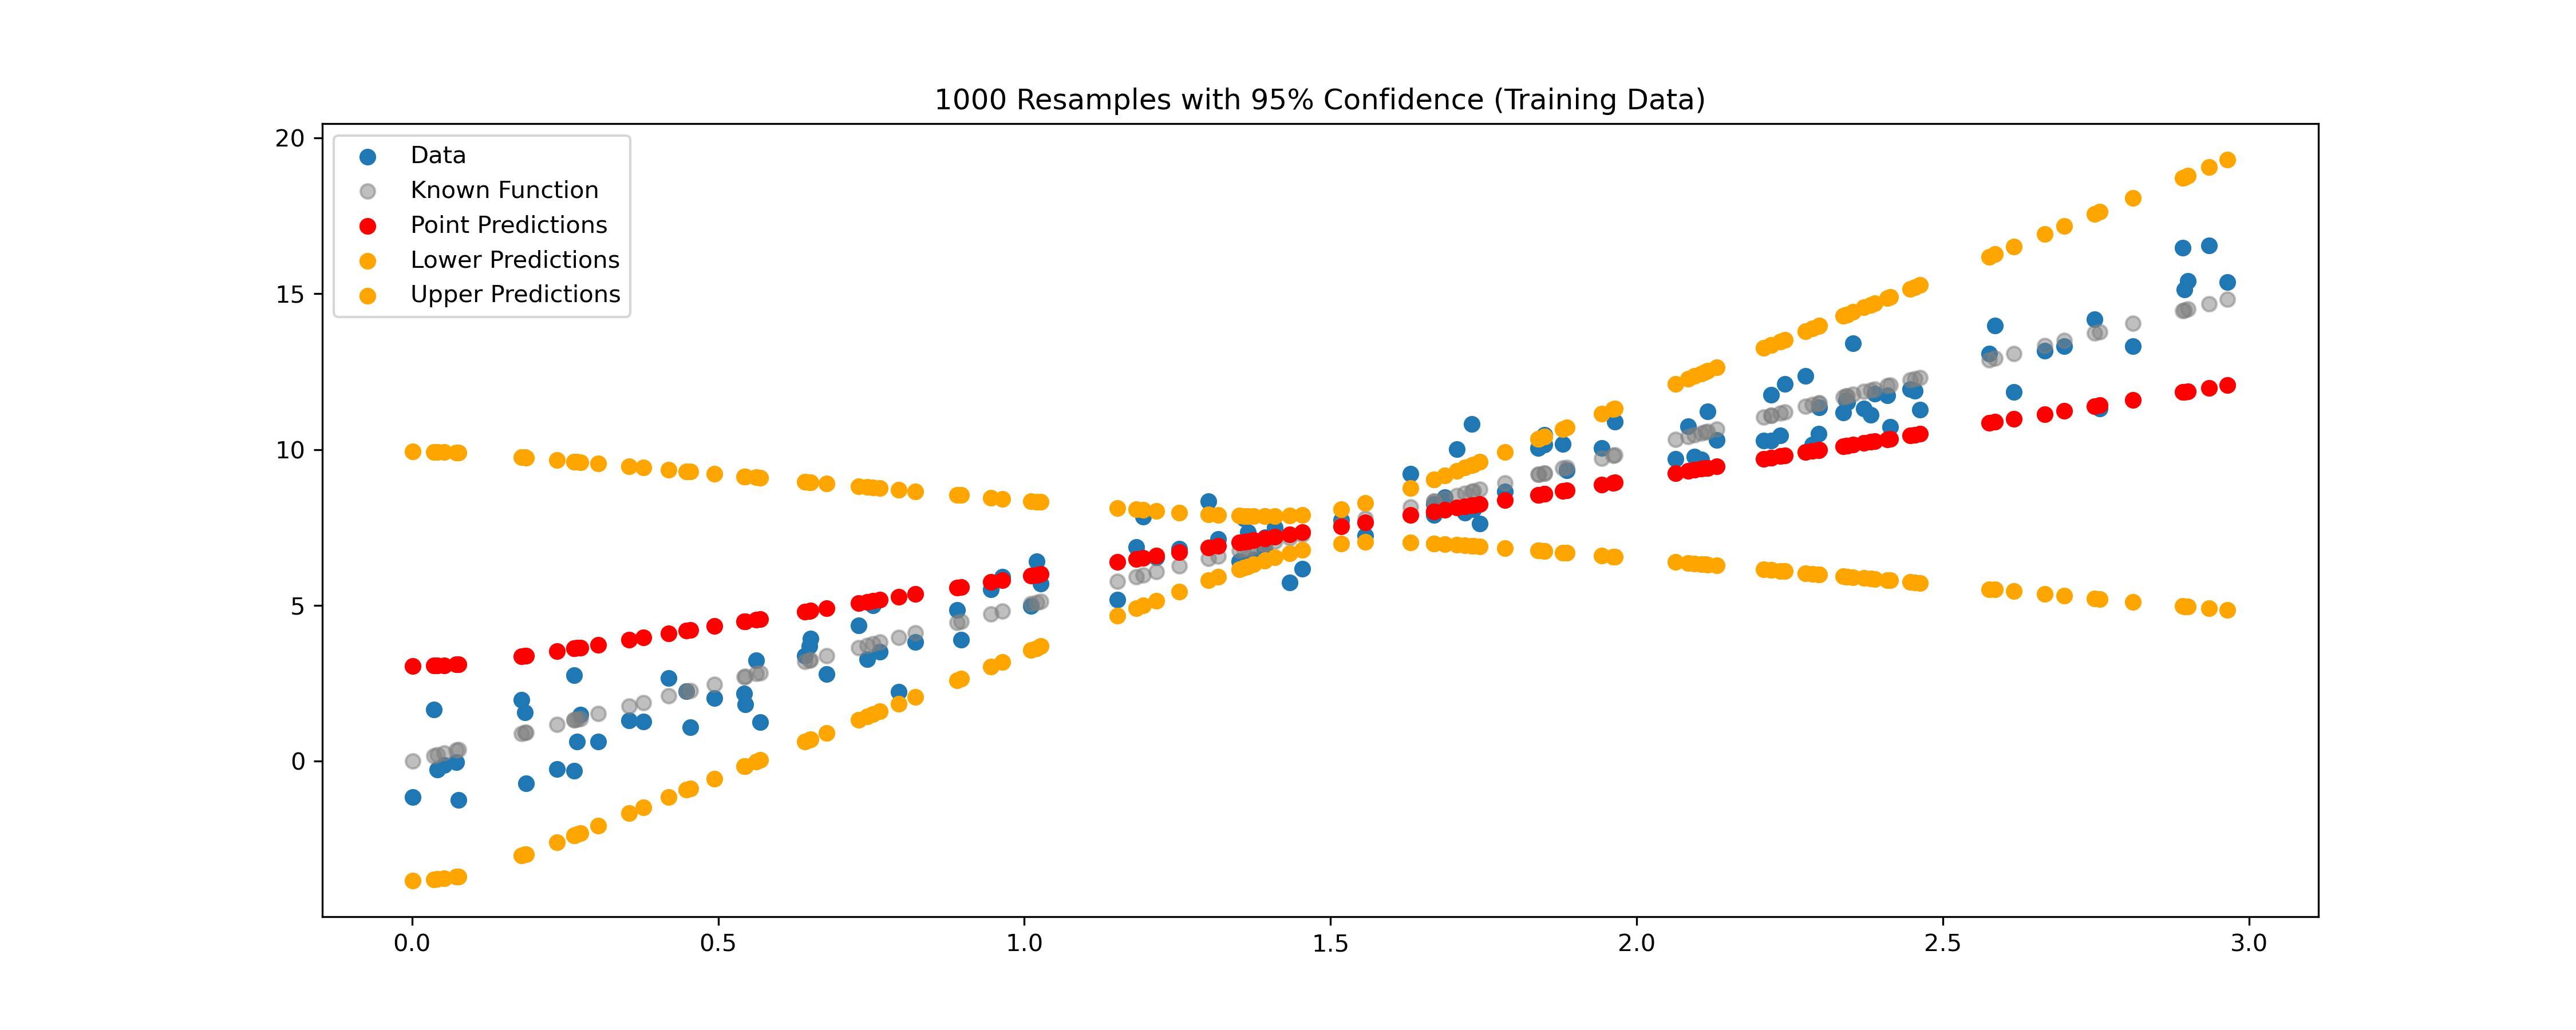 1000 Resamples with 95% Confidence (Training Data)
20
15
10
5
0
Data
Known Function
Point Predictions
Lower Predictions
Upper Predictions
0.0 0.5 1.0 1.5 2.0 2.5 3.0